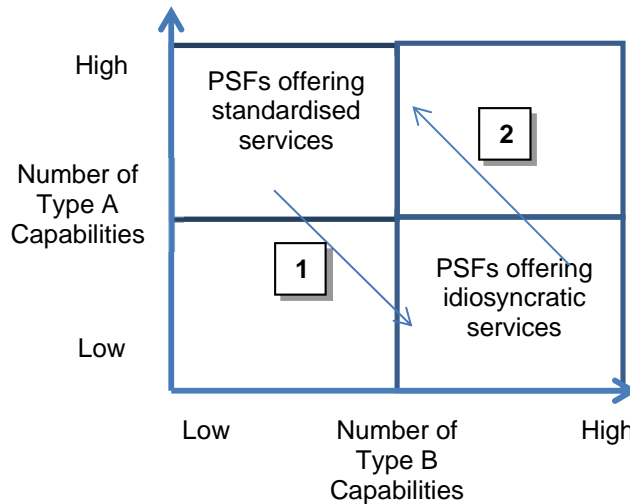 High
PSFs offering
standardised
services
2
Number of
Type A
Capabilities
1
PSFs offering
idiosyncratic
services
Low
Low
Number of
Type B
Capabilities
High